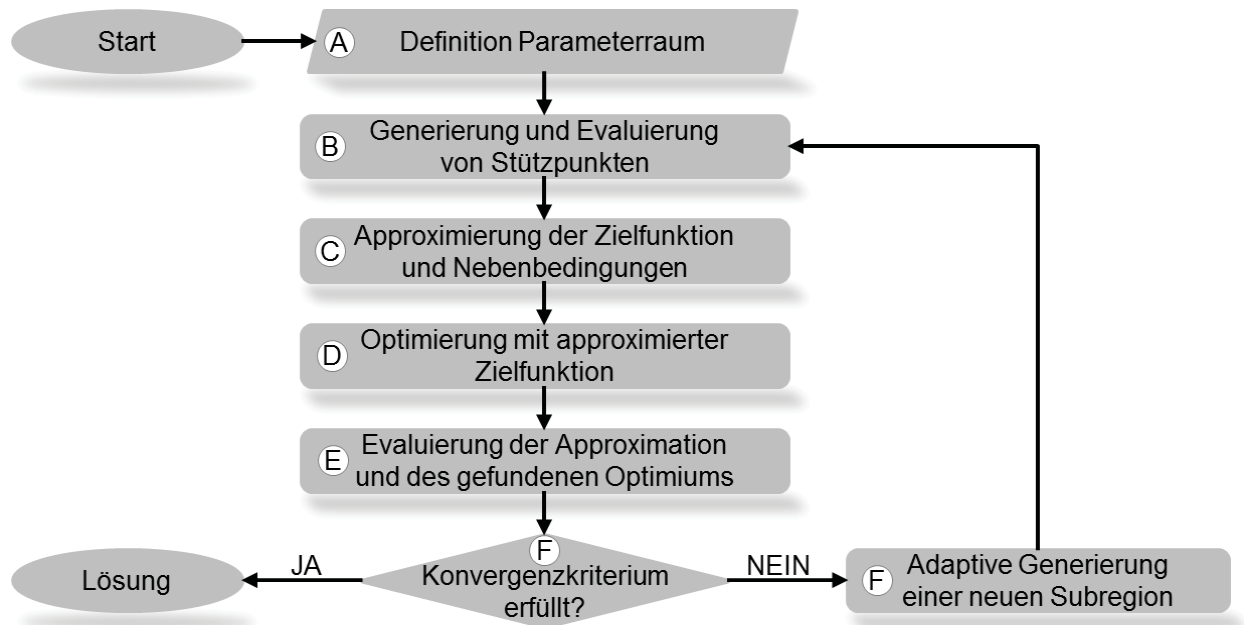 Start
A
Definition Parameterraum
B
Generierung und Evaluierung
von Stützpunkten
C
Approximierung der Zielfunktion
und Nebenbedingungen
D
Optimierung mit approximierter
Zielfunktion
E
Evaluierung der Approximation
und des gefundenen Optimiums
F
Konvergenzkriterium
erfüllt?
JA
Lösung
NEIN
F
Adaptive Generierung
einer neuen Subregion